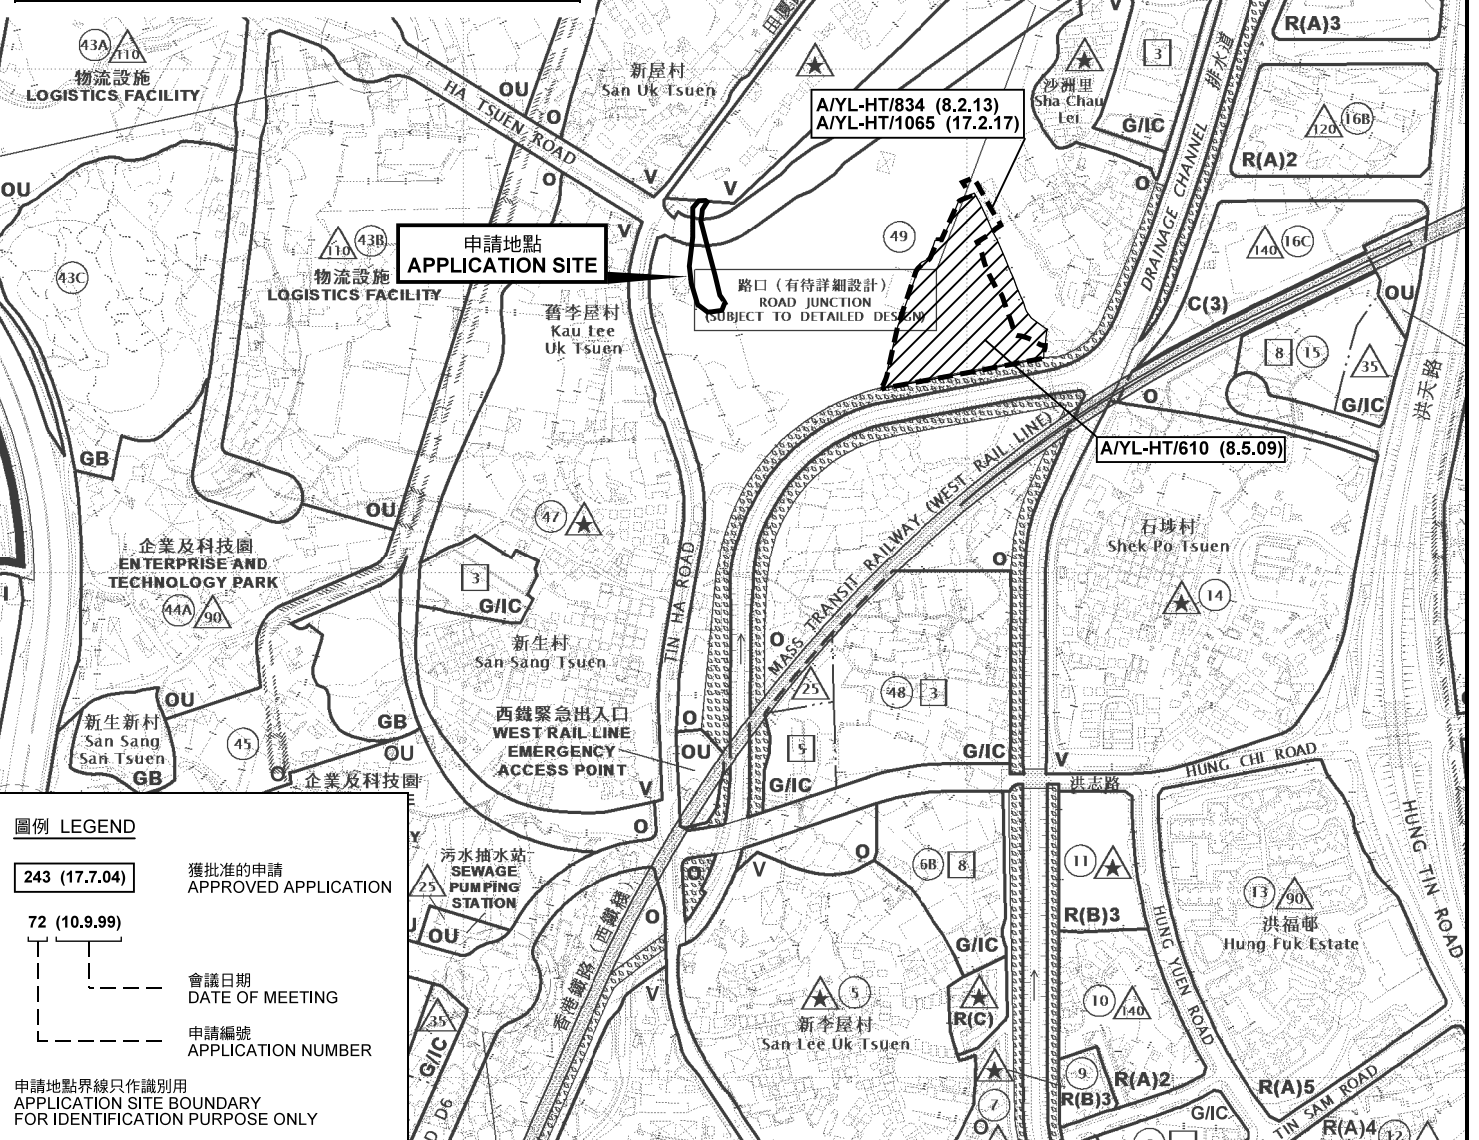 43A
110
物流設施
LOGISTICS FACILITY
HA TSUEN ROAD
OU
O
新屋村
San Uk Tsuen
沙洲里
Sha Chau
Lei
3
G/IC
排水道
DRAINAGE CHANNEL
R(A)3
120
16B
R(A)2
A/YL-HT/834 (8.2.13)
A/YL-HT/1065 (17.2.17)
OU
O
V
V
V
V
O
43C
110
43B
物流設施
LOGISTICS FACILITY
申請地點
APPLICATION SITE
49
路口（有待詳細設計）
ROAD JUNCTION
(SUBJECT TO DETAILED DESIGN)
舊李屋村
Kau Lee
Uk Tsuen
140
16C
C(3)
OU
8
15
35
G/IC
洪天路
O
A/YL-HT/610 (8.5.09)
GB
OU
47
企業及科技園
ENTERPRISE AND
TECHNOLOGY PARK
44A
90
3
G/IC
新生村
San Sang Tsuen
TIN HA ROAD
MASS TRANSIT RAILWAY (WEST RAIL LINE)
O
石埗村
Shek Po Tsuen
14
O
25
48
3
OU
新生新村
San Sang
San Tsuen
GB
45
O
GB
OU
企業及科技園
西鐵緊急出入口
WEST RAIL LINE
EMERGENCY
ACCESS POINT
O
OU
5
G/IC
G/IC
V
V
HUNG CHI ROAD
洪志路
HUNG TIN ROAD
O
圖例 LEGEND
243 (17.7.04)
獲批准的申請
APPROVED APPLICATION
72 (10.9.99)
會議日期
DATE OF MEETING
申請編號
APPLICATION NUMBER
申請地點界線只作識別用
APPLICATION SITE BOUNDARY
FOR IDENTIFICATION PURPOSE ONLY
Y
25
污水抽水站
SEWAGE
PUMPING
STATION
OU
35
G/IC
D6
香港鐵路（西鐵綫）
O
V
O
O
V
6B
8
G/IC
11
R(B)3
HUNG YUEN ROAD
13
90
洪福邨
Hung Fuk Estate
5
新李屋村
San Lee Uk Tsuen
R(C)
10
140
9
R(A)2
R(B)3
7
O
G/IC
R(A)5
TIN SAM ROAD
R(A)4
12